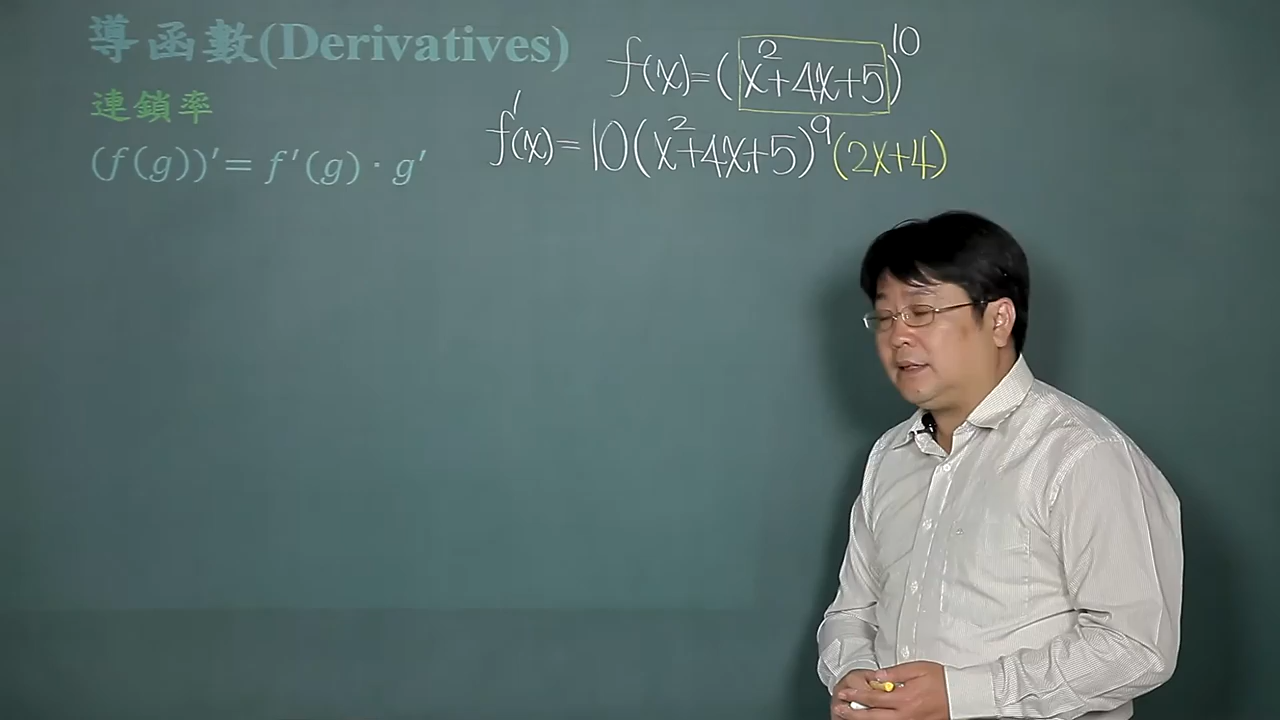 導函數(Derivatives)
連鎖率
(f(g))′= f′(g)·g′
f(x)=(x²+4x+5)¹⁰
f'(x)=10(x²+4x+5)⁹(2x+4)